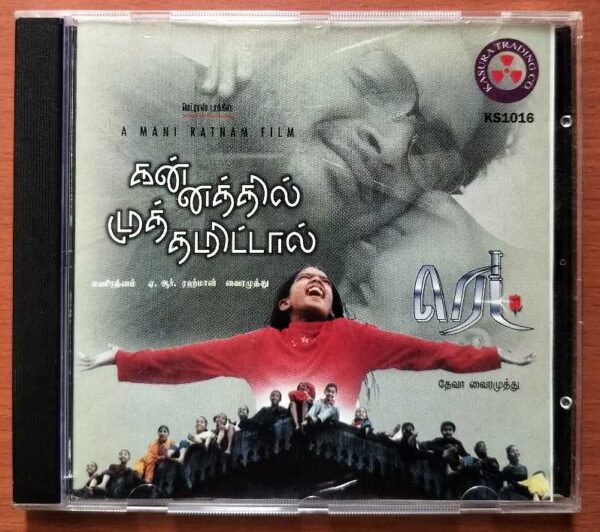 மெட்ராஸ் டாக்கீஸ்
A MANI RATNAM FILM
கன்னத்தில்
முத்தமிட்டால்
மணிரத்னம் ஏ. ஆர். ரஹ்மான் வைரமுத்து
KASURA TRADING CO.
KS1016
ரெட்
தேவா வைரமுத்து